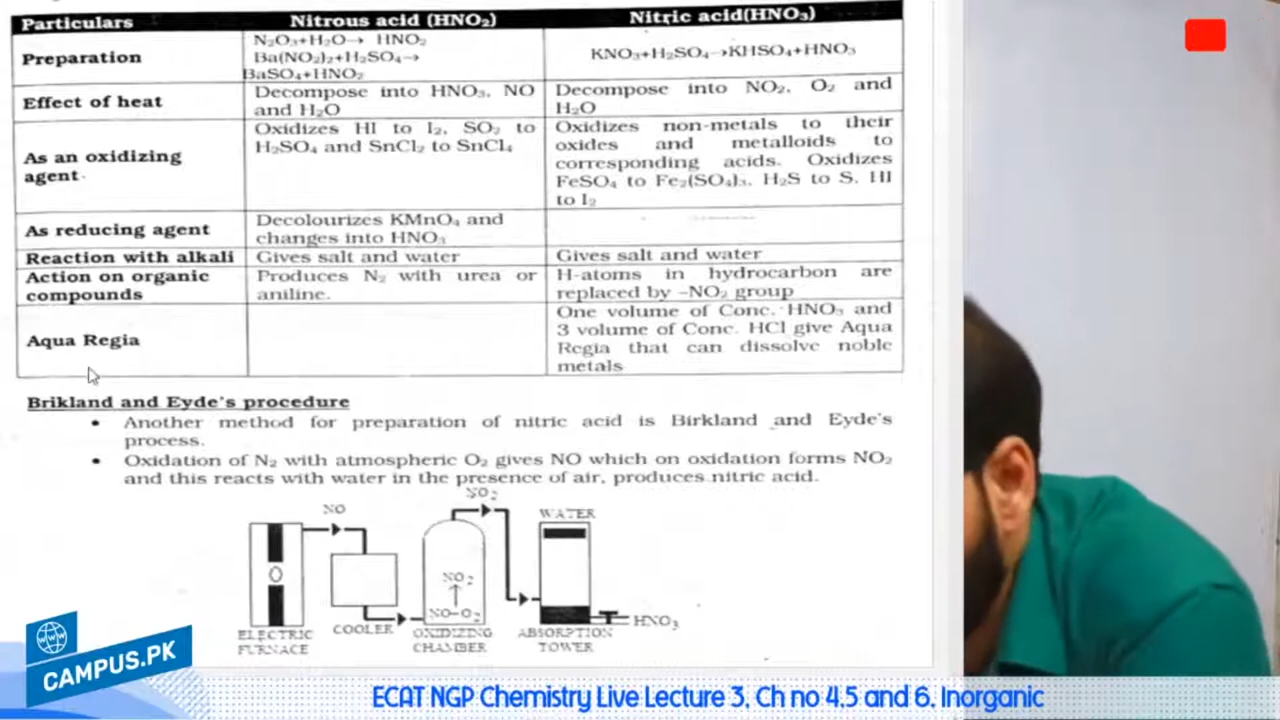 Particulars Nitrous acid (HNO₂) Nitric acid(HNO₃)
Preparation
N₂O₃+H₂O→ HNO₂
Ba(NO₂)₂+H₂SO₄→
BaSO₄+HNO₂
KNO₃+H₂SO₄→KHSO₄+HNO₃
Effect of heat
Decompose into HNO₃, NO
and H₂O
Decompose into NO₂, O₂ and
H₂O
As an oxidizing
agent
Oxidizes HI to I₂, SO₂ to
H₂SO₄ and SnCl₂ to SnCl₄
Oxidizes non-metals to their
oxides and metalloids to
corresponding acids. Oxidizes
FeSO₄ to Fe₂(SO₄)₃, H₂S to S, HI
to I₂
As reducing agent
Decolourizes KMnO₄ and
changes into HNO₃
Reaction with alkali Gives salt and water Gives salt and water
Action on organic
compounds
Produces N₂ with urea or
aniline.
H-atoms in hydrocarbon are
replaced by –NO₂ group
Aqua Regia
One volume of Conc. HNO₃ and
3 volume of Conc. HCl give Aqua
Regia that can dissolve noble
metals
Brikland and Eyde's procedure
• Another method for preparation of nitric acid is Birkland and Eyde's
process.
• Oxidation of N₂ with atmospheric O₂ gives NO which on oxidation forms NO₂
and this reacts with water in the presence of air, produces nitric acid.
NO
NO₂
WATER
NO₂
NO–O₂
HNO₃
ELECTRIC
FURNACE
COOLER
OXIDIZING
CHAMBER
ABSORPTION
TOWER
WWW
CAMPUS.PK
ECAT NGP Chemistry Live Lecture 3, Ch no 4,5 and 6, Inorganic